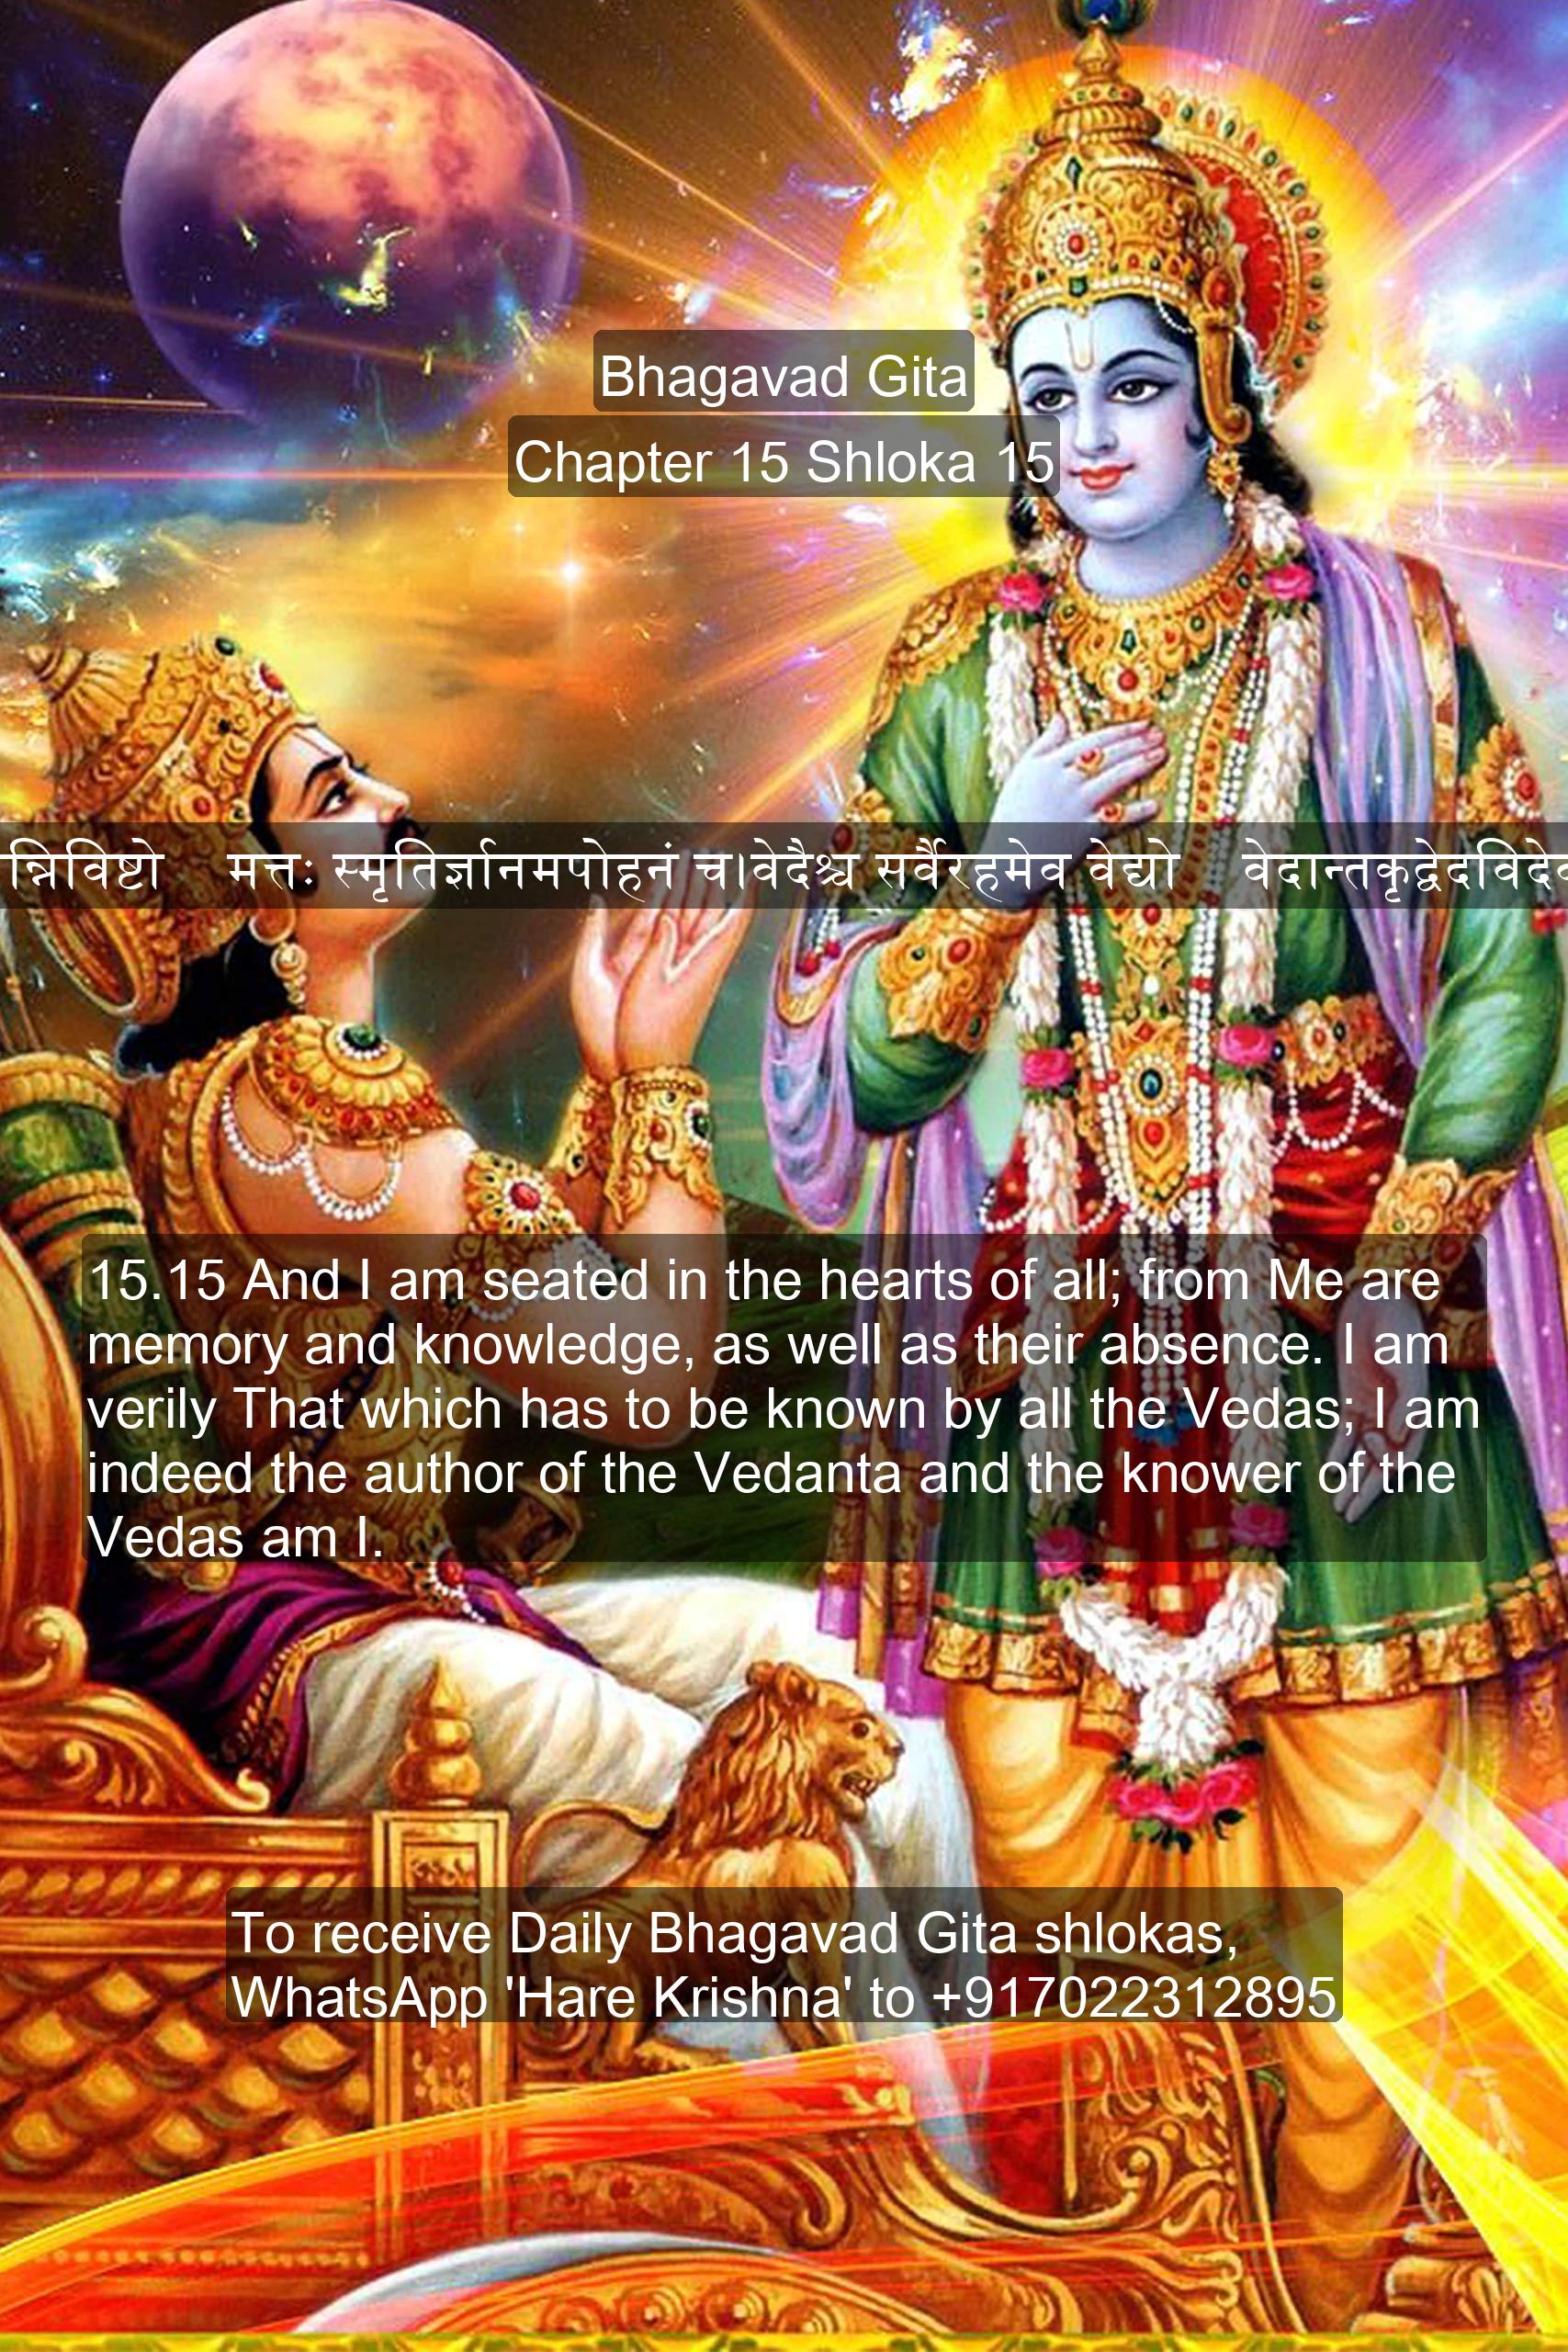 Bhagavad Gita
Chapter 15 Shloka 15
न्निविष्टो मत्तः स्मृतिर्ज्ञानमपोहनं च।वेदैश्च सर्वैरहमेव वेद्यो वेदान्तकृद्वेदविदेव
15.15 And I am seated in the hearts of all; from Me are
memory and knowledge, as well as their absence. I am
verily That which has to be known by all the Vedas; I am
indeed the author of the Vedanta and the knower of the
Vedas am I.
To receive Daily Bhagavad Gita shlokas,
WhatsApp 'Hare Krishna' to +917022312895